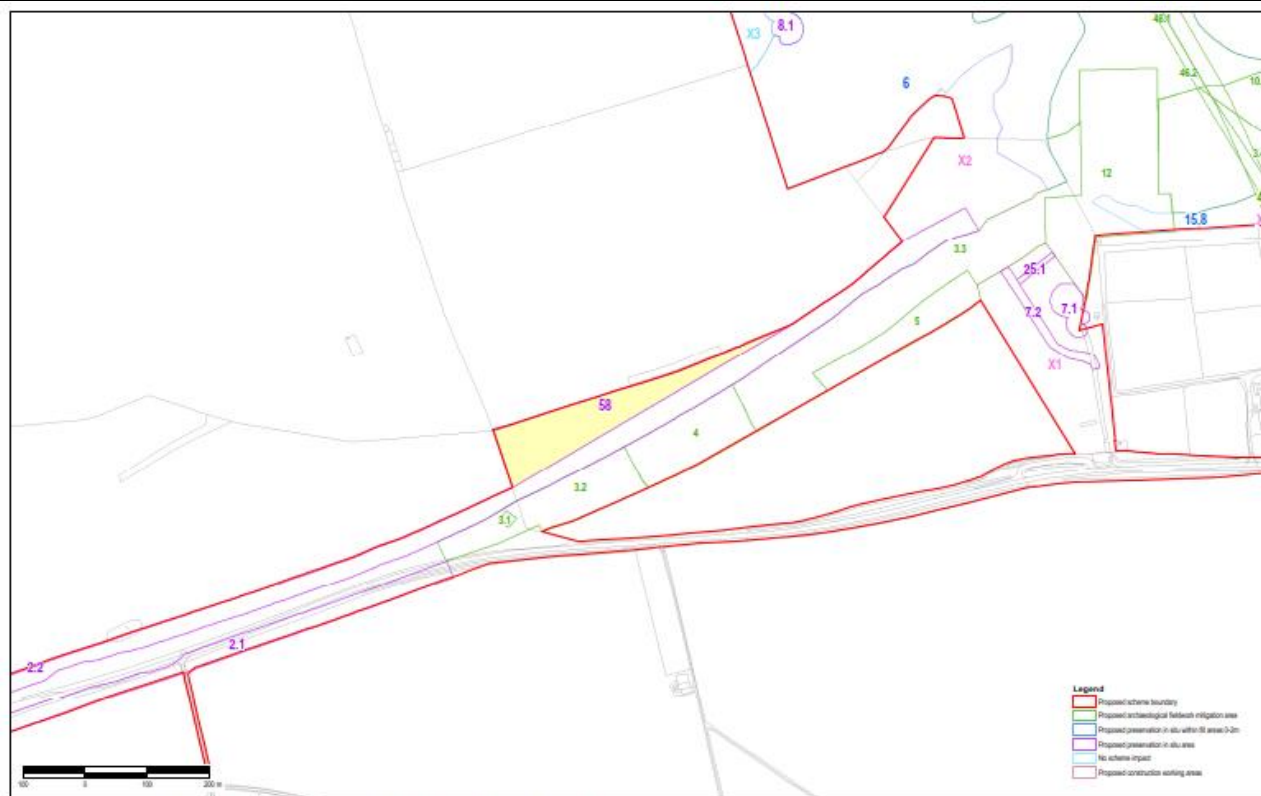 48.1
X3
8.1
46.2
10.
6
3.
X2
12
4
15.8
3.3
25.1
5
7.2
7.1
X1
58
4
3.2
3.1
2.1
2.2
Legend
Proposed scheme boundary
Proposed archaeological fieldwork mitigation area
Proposed preservation in situ within fill areas 0-2m
Proposed preservation in situ area
No scheme impact
Proposed construction working areas
100 0 100 200 m